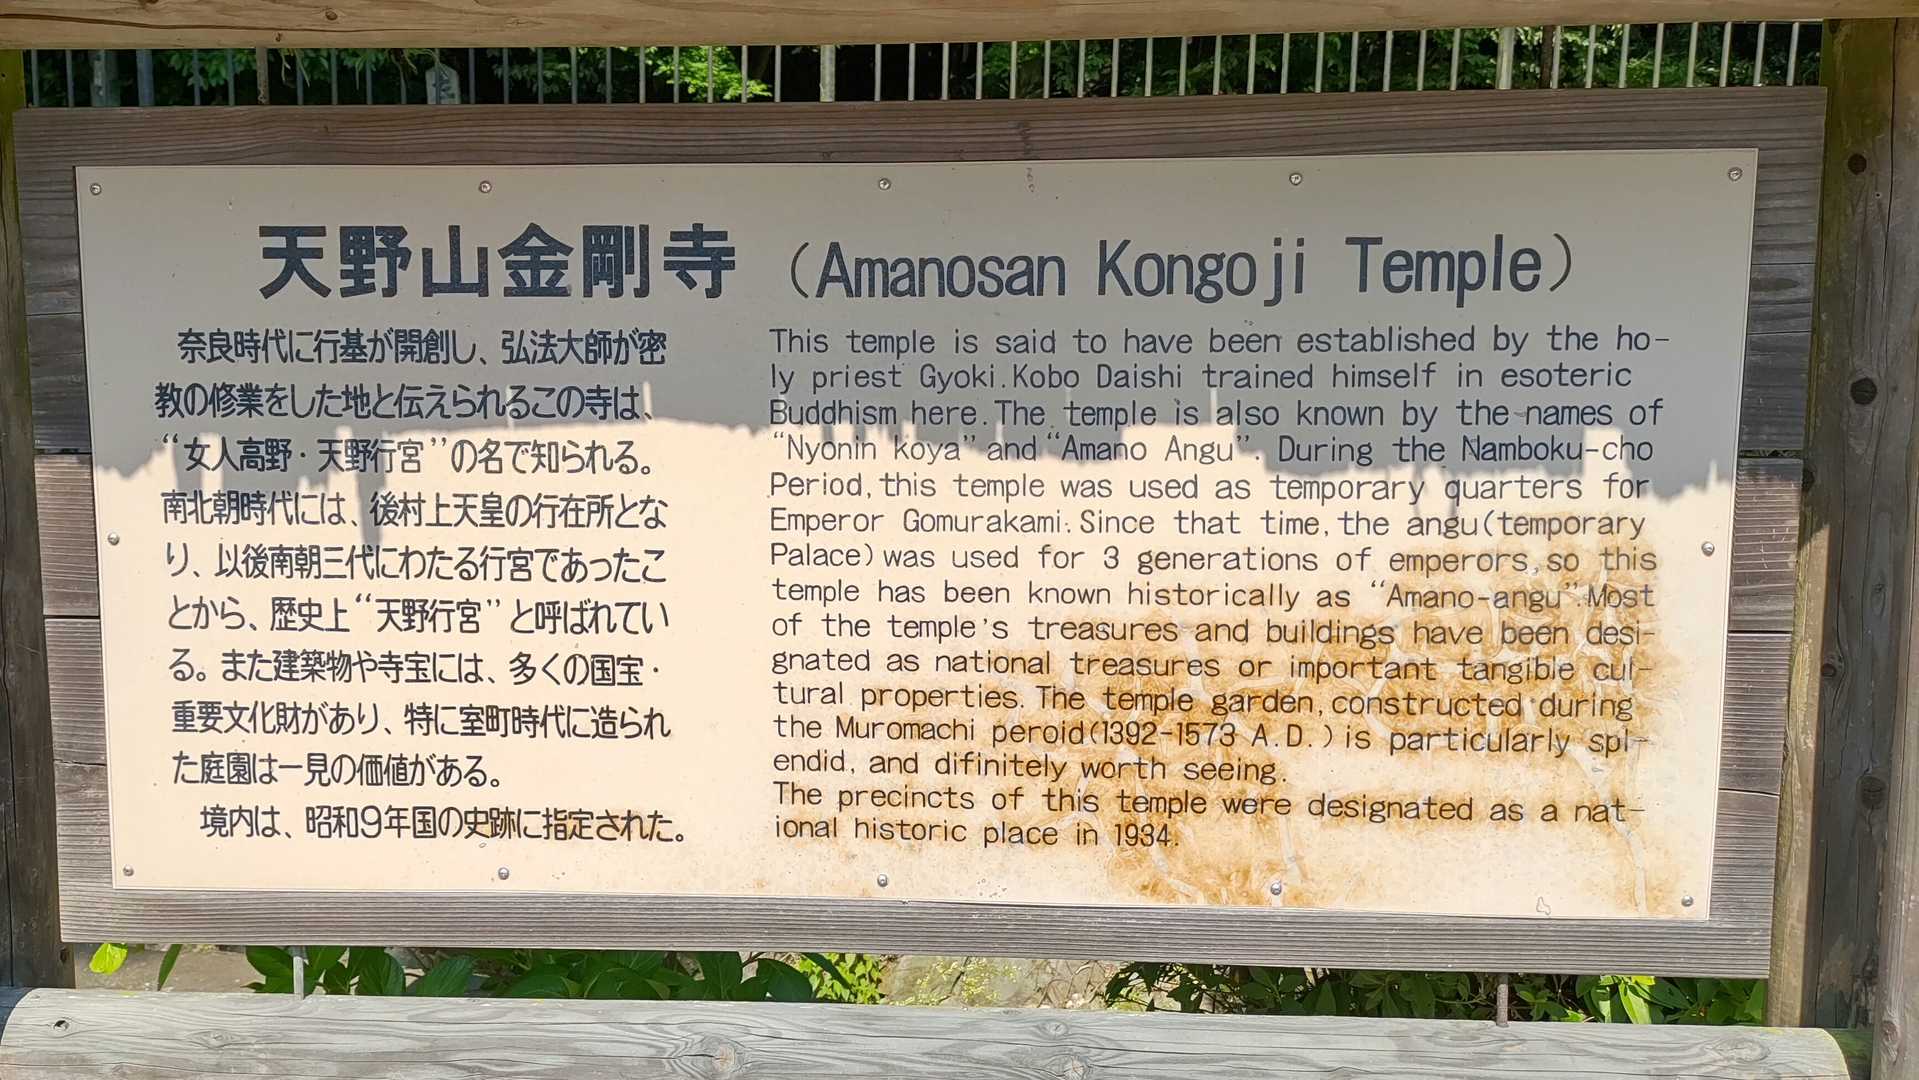 天野山金剛寺 (Amanosan Kongoji Temple)
奈良時代に行基が開創し、弘法大師が密
教の修業をした地と伝えられるこの寺は、
“女人高野・天野行宮”の名で知られる。
南北朝時代には、後村上天皇の行在所とな
り、以後南朝三代にわたる行宮であったこ
とから、歴史上“天野行宮”と呼ばれてい
る。また建築物や寺宝には、多くの国宝・
重要文化財があり、特に室町時代に造られ
た庭園は一見の価値がある。
境内は、昭和9年国の史跡に指定された。
This temple is said to have been established by the ho-
ly priest Gyoki. Kobo Daishi trained himself in esoteric
Buddhism here. The temple is also known by the names of
“Nyonin koya” and “Amano Angu”. During the Namboku-cho
Period, this temple was used as temporary quarters for
Emperor Gomurakami. Since that time, the angu(temporary
Palace) was used for 3 generations of emperors, so this
temple has been known historically as “Amano-angu”. Most
of the temple's treasures and buildings have been desi-
gnated as national treasures or important tangible cul-
tural properties. The temple garden, constructed during
the Muromachi peroid(1392-1573 A.D.) is particularly spl-
endid, and difinitely worth seeing.
The precincts of this temple were designated as a nat-
ional historic place in 1934.